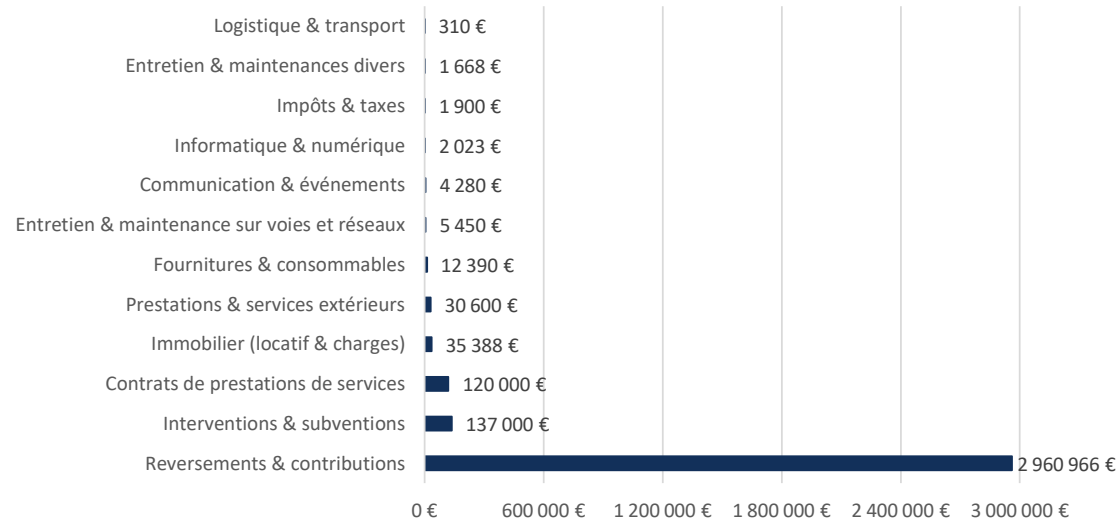 Logistique & transport 310 €
Entretien & maintenances divers 1 668 €
Impôts & taxes 1 900 €
Informatique & numérique 2 023 €
Communication & événements 4 280 €
Entretien & maintenance sur voies et réseaux 5 450 €
Fournitures & consommables 12 390 €
Prestations & services extérieurs 30 600 €
Immobilier (locatif & charges) 35 388 €
Contrats de prestations de services 120 000 €
Interventions & subventions 137 000 €
Reversements & contributions 2 960 966 €
0 € 600 000 € 1 200 000 € 1 800 000 € 2 400 000 € 3 000 000 €